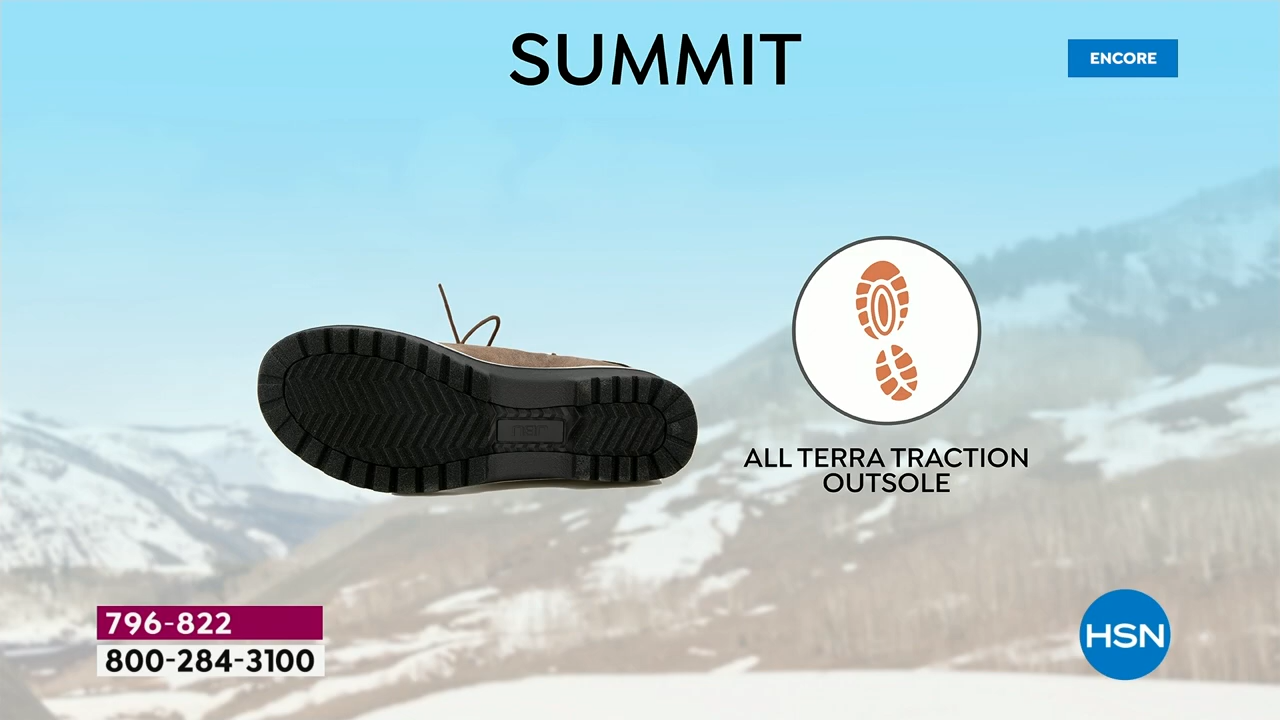 SUMMIT
ENCORE
ALL TERRA TRACTION
OUTSOLE
796-822
800-284-3100
HSN